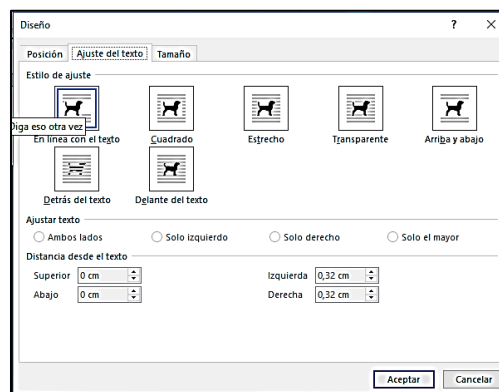 Diseño ? ×
Posición Ajuste del texto Tamaño
Estilo de ajuste
Diga eso otra vez
En línea con el texto Cuadrado Estrecho Transparente Arriba y abajo
Detrás del texto Delante del texto
Ajustar texto
Ambos lados Solo izquierdo Solo derecho Solo el mayor
Distancia desde el texto
Superior 0 cm Izquierda 0,32 cm
Abajo 0 cm Derecha 0,32 cm
Aceptar Cancelar